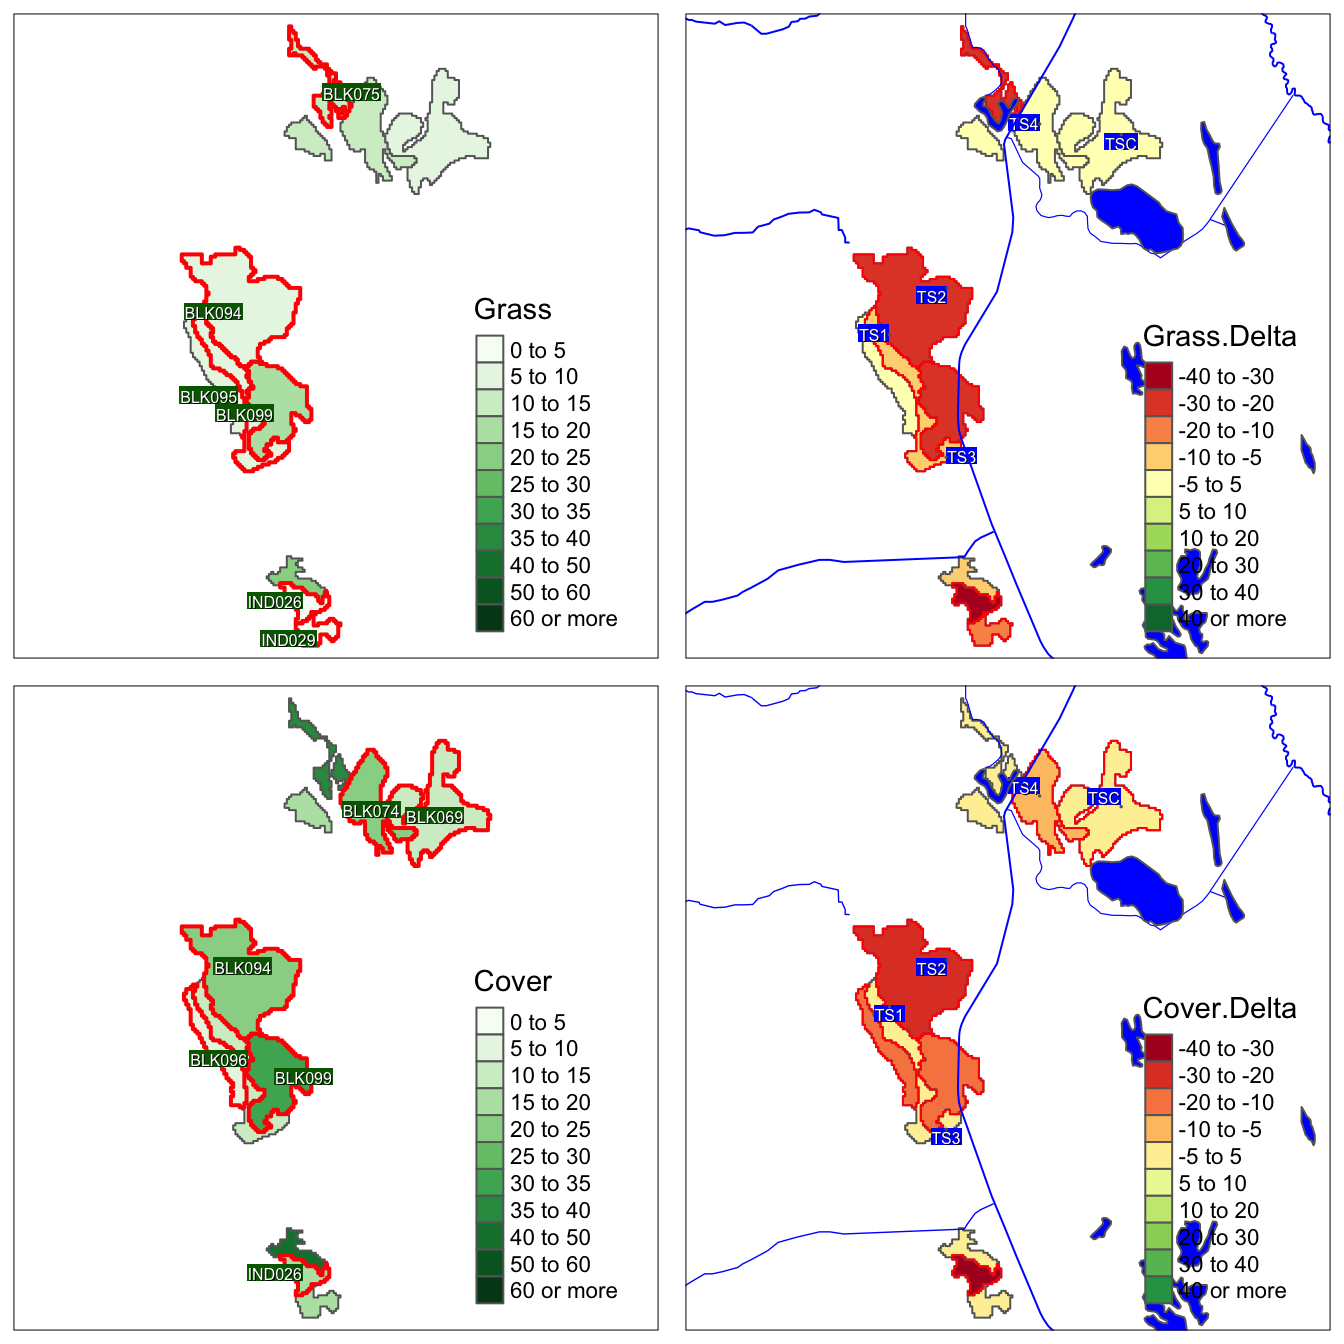 BLK075
BLK094
BLK095
BLK099
IND026
IND029
Grass
0 to 5
5 to 10
10 to 15
15 to 20
20 to 25
25 to 30
30 to 35
35 to 40
40 to 50
50 to 60
60 or more
TS4
TSC
TS2
TS1
TS3
Grass.Delta
-40 to -30
-30 to -20
-20 to -10
-10 to -5
-5 to 5
5 to 10
10 to 20
20 to 30
30 to 40
40 or more
BLK074
BLK069
BLK094
BLK096
BLK099
IND026
Cover
0 to 5
5 to 10
10 to 15
15 to 20
20 to 25
25 to 30
30 to 35
35 to 40
40 to 50
50 to 60
60 or more
TS4
TSC
TS2
TS1
TS3
Cover.Delta
-40 to -30
-30 to -20
-20 to -10
-10 to -5
-5 to 5
5 to 10
10 to 20
20 to 30
30 to 40
40 or more